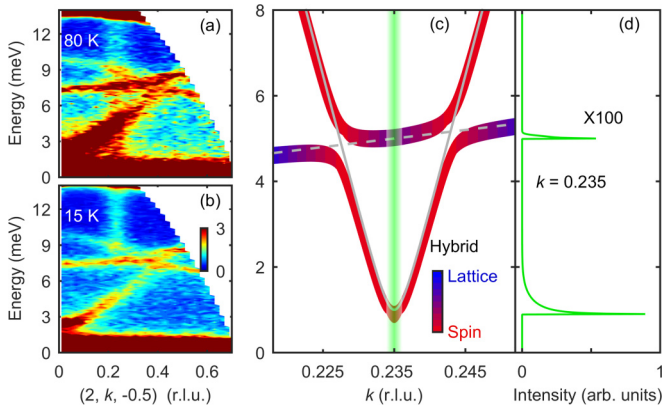 (a)
80 K
Energy (meV)
12
9
6
3
0
(b)
15 K
3
0
Energy (meV)
12
9
6
3
0
0
0.2
0.4
0.6
(2, k, -0.5) (r.l.u.)
(c)
8
6
4
2
0
Hybrid
Lattice
Spin
0.225
0.235
0.245
k (r.l.u.)
(d)
X100
k = 0.235
0
1
Intensity (arb. units)